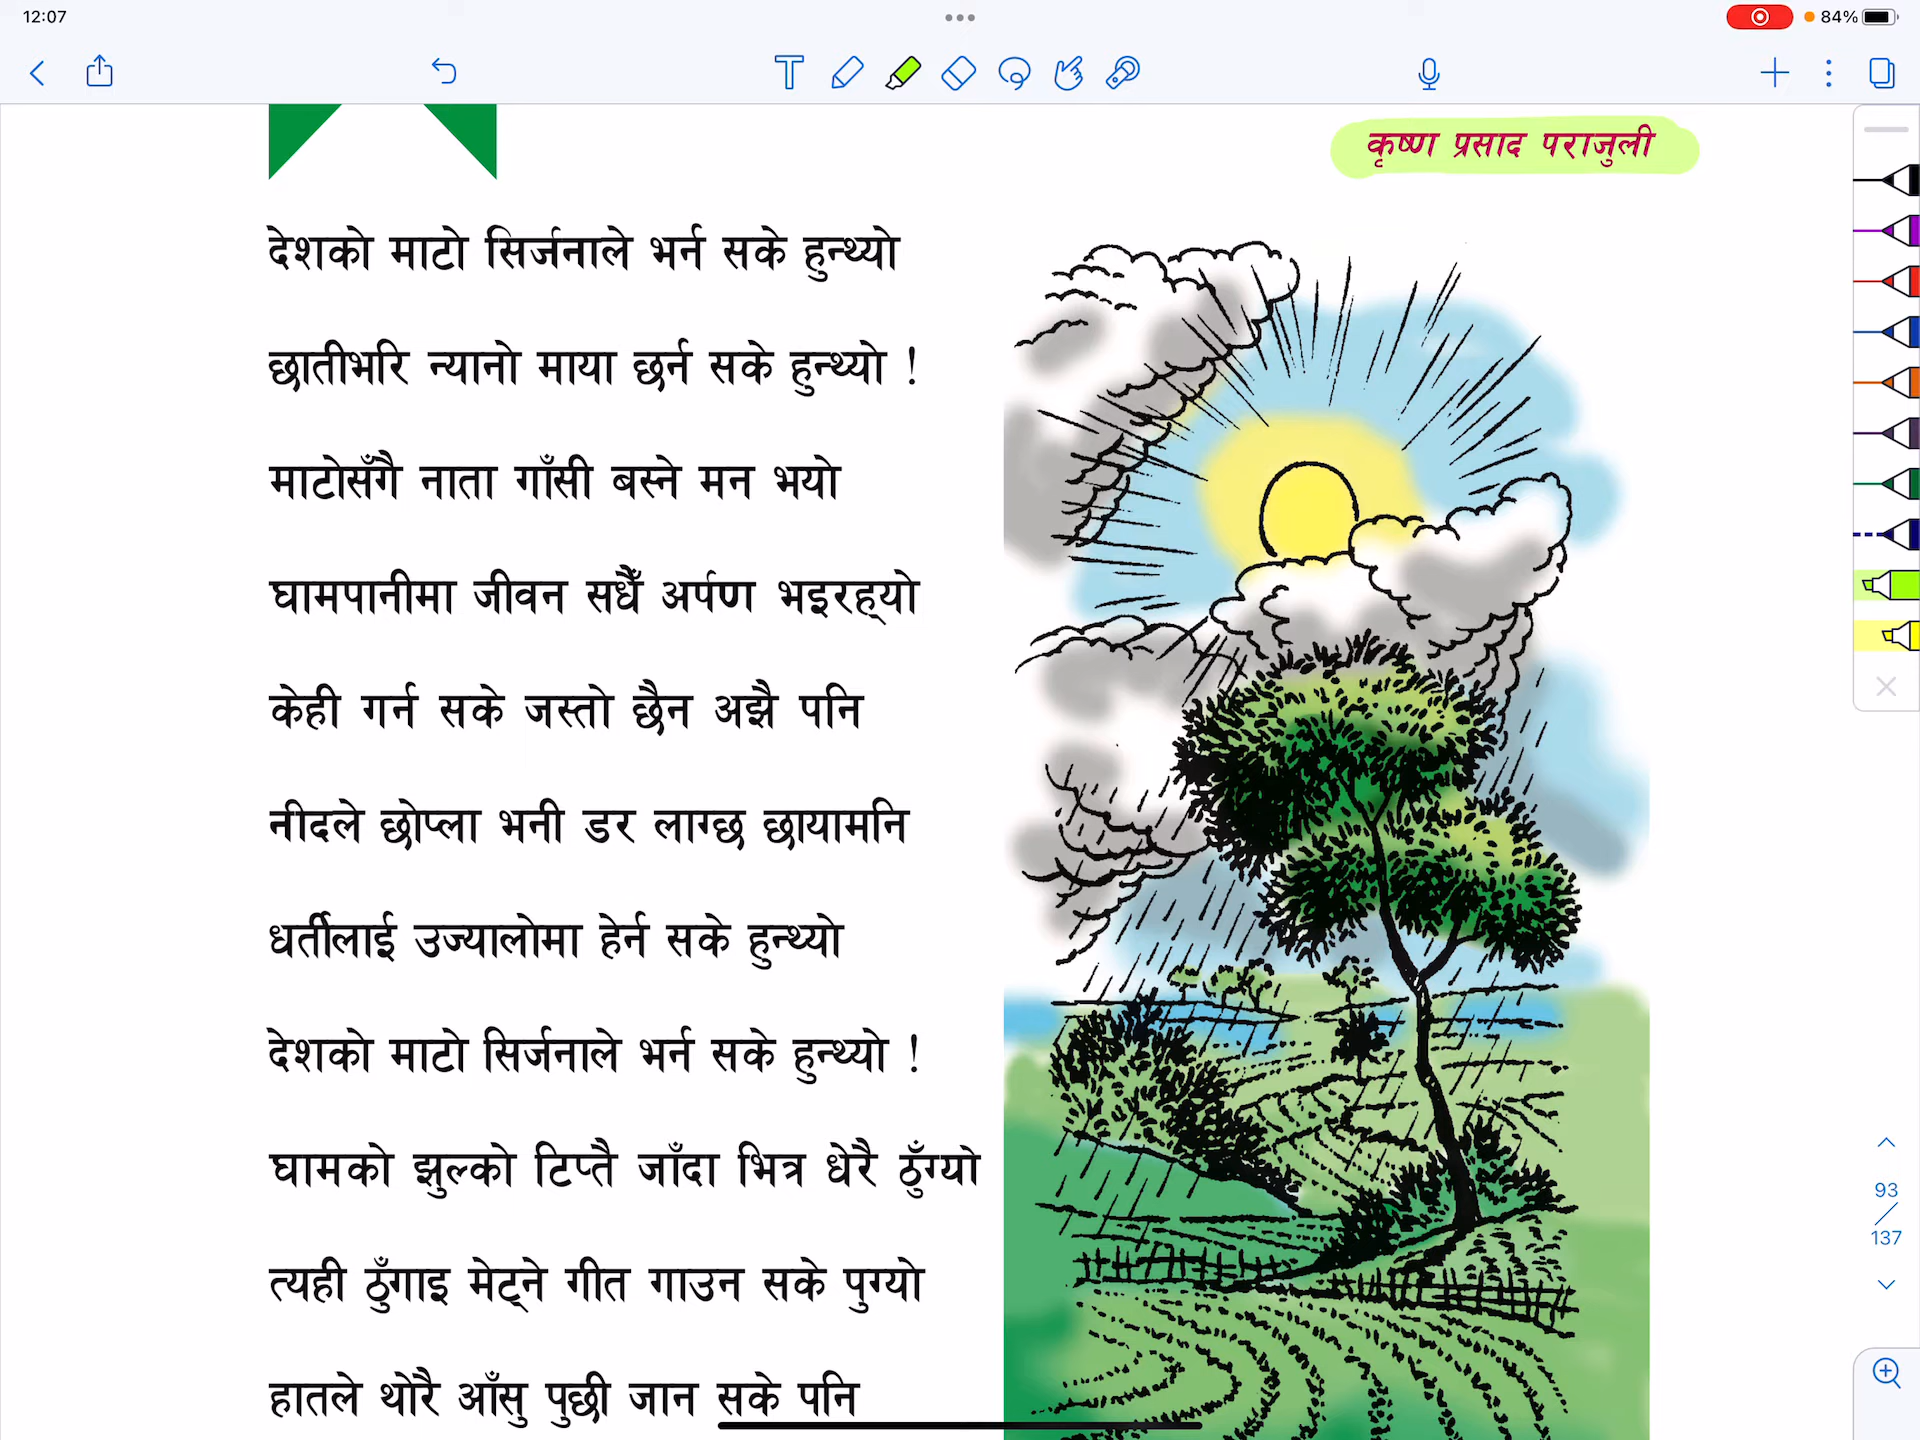 12:07
84%
कृष्ण प्रसाद पराजुली
देशको माटो सिर्जनाले भर्न सके हुन्थ्यो
छातीभरि न्यानो माया छर्न सके हुन्थ्यो !
माटोसँगै नाता गाँसी बस्ने मन भयो
घामपानीमा जीवन सधैँ अर्पण भइरह्यो
केही गर्न सके जस्तो छैन अझै पनि
नीदले छोप्ला भनी डर लाग्छ छायामनि
धर्तीलाई उज्यालोमा हेर्न सके हुन्थ्यो
देशको माटो सिर्जनाले भर्न सके हुन्थ्यो !
घामको झुल्को टिप्तै जाँदा भित्र धेरै ठुँग्यो
त्यही ठुँगाइ मेट्ने गीत गाउन सके पुग्यो
हातले थोरै आँसु पुछी जान सके पनि
93
/
137